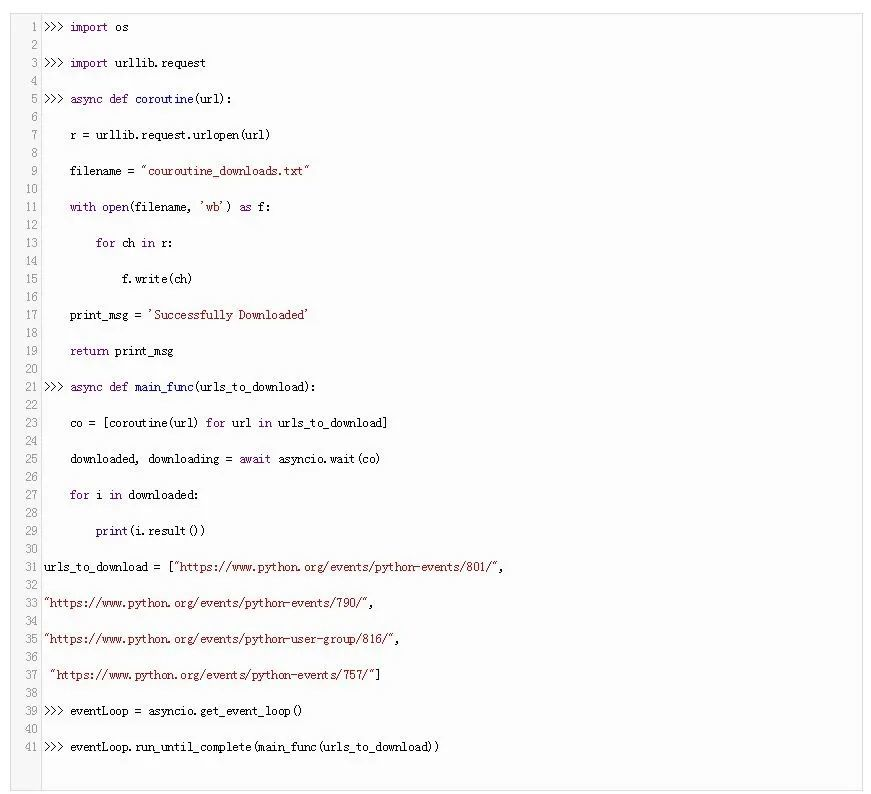 1 >>> import os
2
3 >>> import urllib.request
4
5 >>> async def coroutine(url):
6
7     r = urllib.request.urlopen(url)
8
9     filename = "couroutine_downloads.txt"
10
11     with open(filename, 'wb') as f:
12
13         for ch in r:
14
15             f.write(ch)
16
17     print_msg = 'Successfully Downloaded'
18
19     return print_msg
20
21 >>> async def main_func(urls_to_download):
22
23     co = [coroutine(url) for url in urls_to_download]
24
25     downloaded, downloading = await asyncio.wait(co)
26
27     for i in downloaded:
28
29         print(i.result())
30
31 urls_to_download = ["https://www.python.org/events/python-events/801/",
32
33 "https://www.python.org/events/python-events/790/",
34
35 "https://www.python.org/events/python-user-group/816/",
36
37  "https://www.python.org/events/python-events/757/"]
38
39 >>> eventLoop = asyncio.get_event_loop()
40
41 >>> eventLoop.run_until_complete(main_func(urls_to_download))